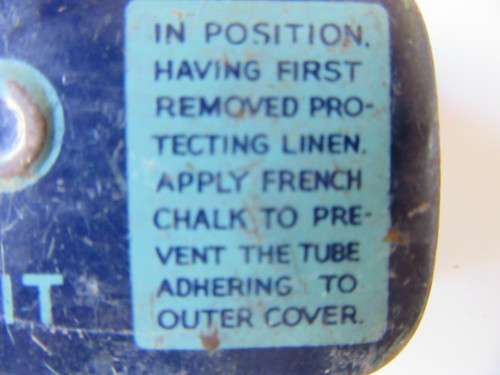 IN POSITION.
HAVING FIRST
REMOVED PRO-
TECTING LINEN.
APPLY FRENCH
CHALK TO PRE-
VENT THE TUBE
ADHERING TO
OUTER COVER.
IT